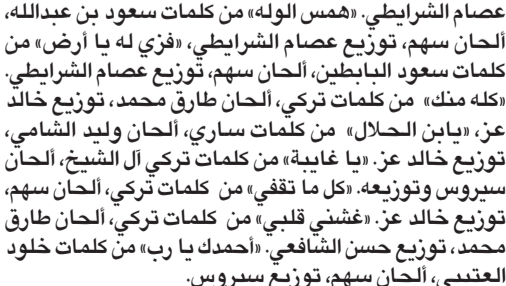 عصام الشرايطي. «همس الوله» من كلمات سعود بن عبدالله،
ألحان سهم، توزيع عصام الشرايطي، «فزي له يا أرض» من
كلمات سعود البابطين، ألحان سهم، توزيع عصام الشرايطي.
«كله منك» من كلمات تركي، ألحان طارق محمد، توزيع خالد
عز، «يابن الحلال» من كلمات ساري، ألحان وليد الشامي،
توزيع خالد عز. «يا غايبة» من كلمات تركي آل الشيخ، ألحان
سيروس وتوزيعه. «كل ما تقفي» من كلمات تركي، ألحان سهم،
توزيع خالد عز. «غشني قلبي» من كلمات تركي، ألحان طارق
محمد، توزيع حسن الشافعي. «أحمدك يا رب» من كلمات خلود
العتيبي، ألحان سهم، توزيع سيروس.